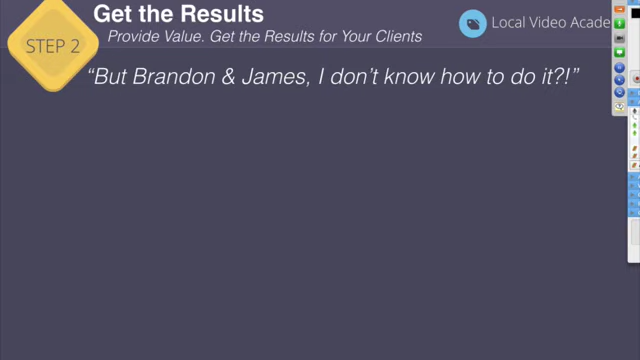 Get the Results
Provide Value. Get the Results for Your Clients
Local Video Acade
STEP 2
“But Brandon & James, I don’t know how to do it?!”